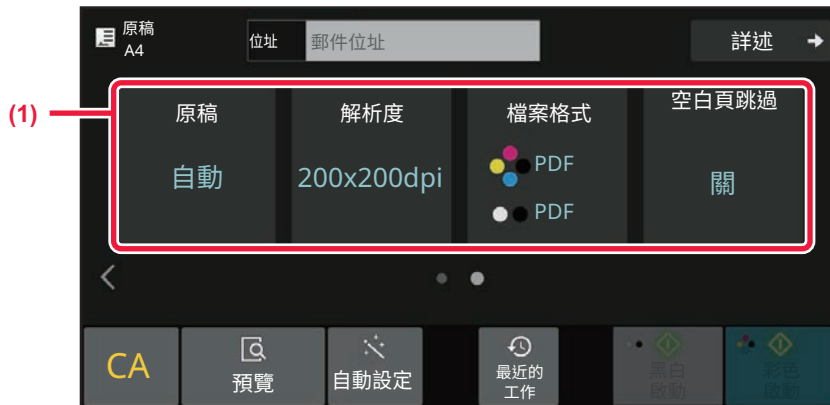 原稿
A4
位址
郵件位址
詳述
(1)
原稿
解析度
檔案格式
空白頁跳過
自動
200x200dpi
PDF
PDF
關
CA
預覽
自動設定
最近的
工作
黑白
啟動
彩色
啟動